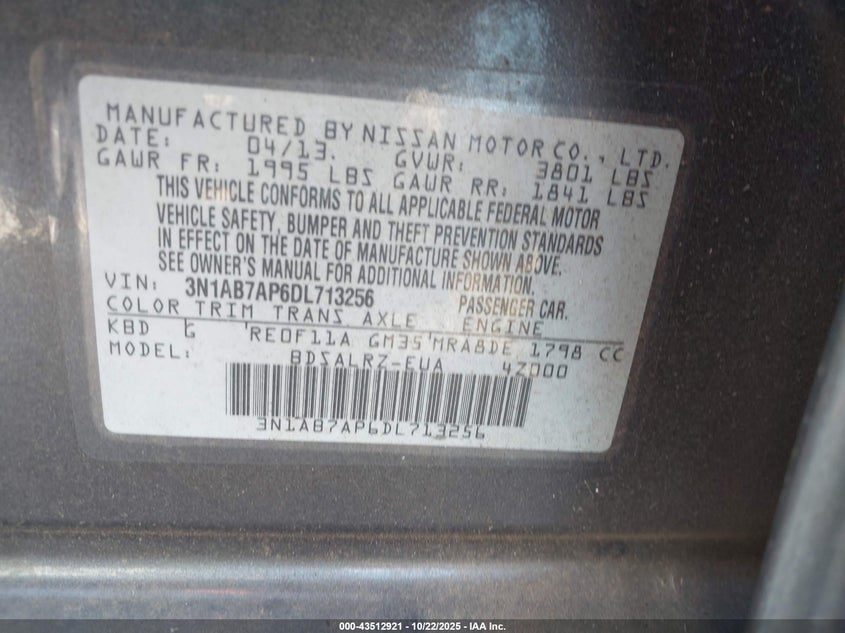 MANUFACTURED BY NISSAN MOTOR CO., LTD.
DATE: 04/13. GVWR: 3801 LBS
GAWR FR: 1995 LBS GAWR RR: 1841 LBS
THIS VEHICLE CONFORMS TO ALL APPLICABLE FEDERAL MOTOR
VEHICLE SAFETY, BUMPER AND THEFT PREVENTION STANDARDS
IN EFFECT ON THE DATE OF MANUFACTURE SHOWN ABOVE.
SEE OWNER'S MANUAL FOR ADDITIONAL INFORMATION.
VIN: 3N1AB7AP6DL713256 PASSENGER CAR.
COLOR TRIM TRANS AXLE ENGINE
KBD G RE0F11A GM35 MRA8DE 1798 CC
MODEL: BDSALRZ-EUA 4Z000
3N1AB7AP6DL713256
000-43512921 - 10/22/2025 - IAA Inc.